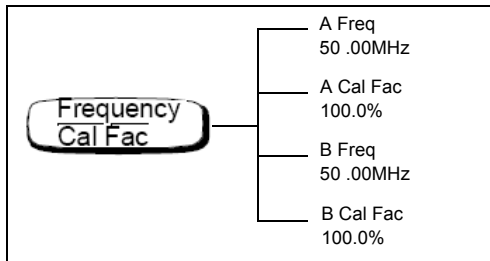 Frequency
Cal Fac
A Freq
50 .00MHz
A Cal Fac
100.0%
B Freq
50 .00MHz
B Cal Fac
100.0%